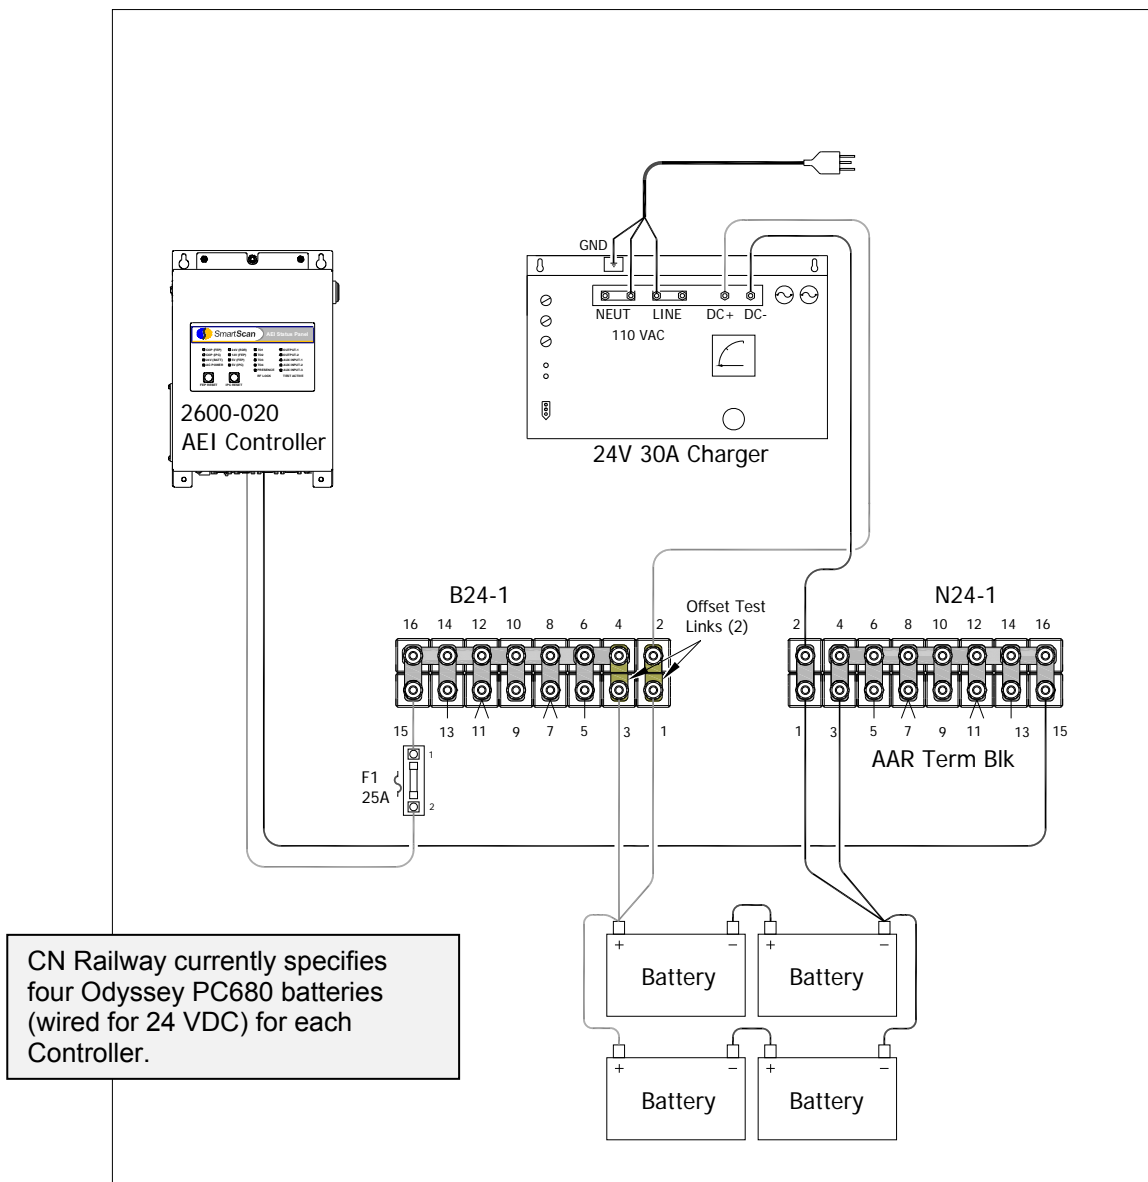 GND
NEUT LINE DC+ DC-
110 VAC
24V 30A Charger
SmartScan AEI Status Panel
2600-020
AEI Controller
B24-1
Offset Test
Links (2)
N24-1
16 14 12 10 8 6 4 2
2 4 6 8 10 12 14 16
15 13 11 9 7 5 3 1
1 3 5 7 9 11 13 15
AAR Term Blk
F1
25A
1
2
+ − + −
Battery Battery
+ − + −
Battery Battery
CN Railway currently specifies
four Odyssey PC680 batteries
(wired for 24 VDC) for each
Controller.